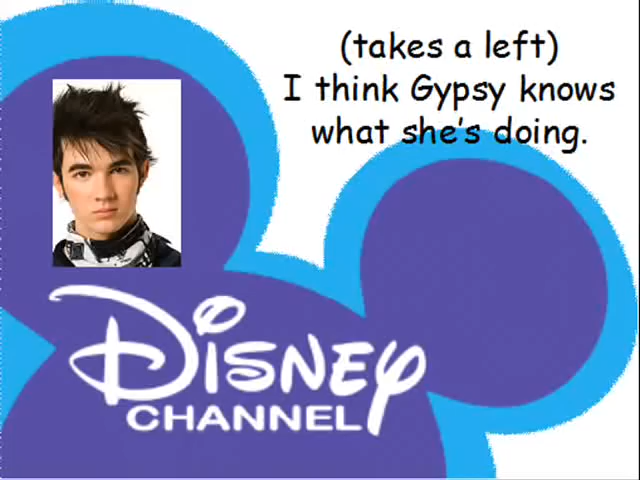 (takes a left)
I think Gypsy knows
what she's doing.
Disney
CHANNEL